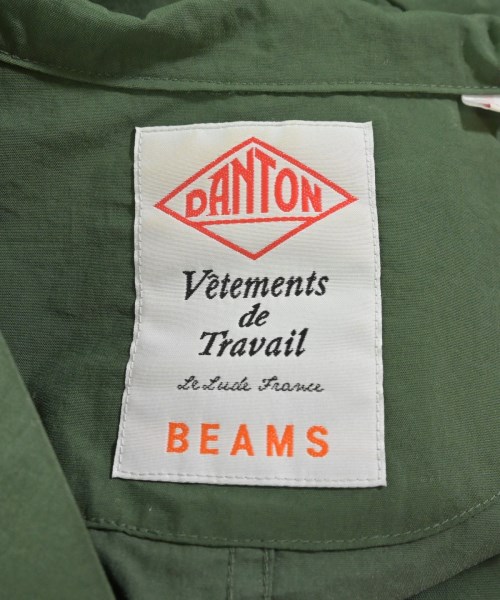 DANTON
Vêtements
de
Travail
Le Lude France
BEAMS